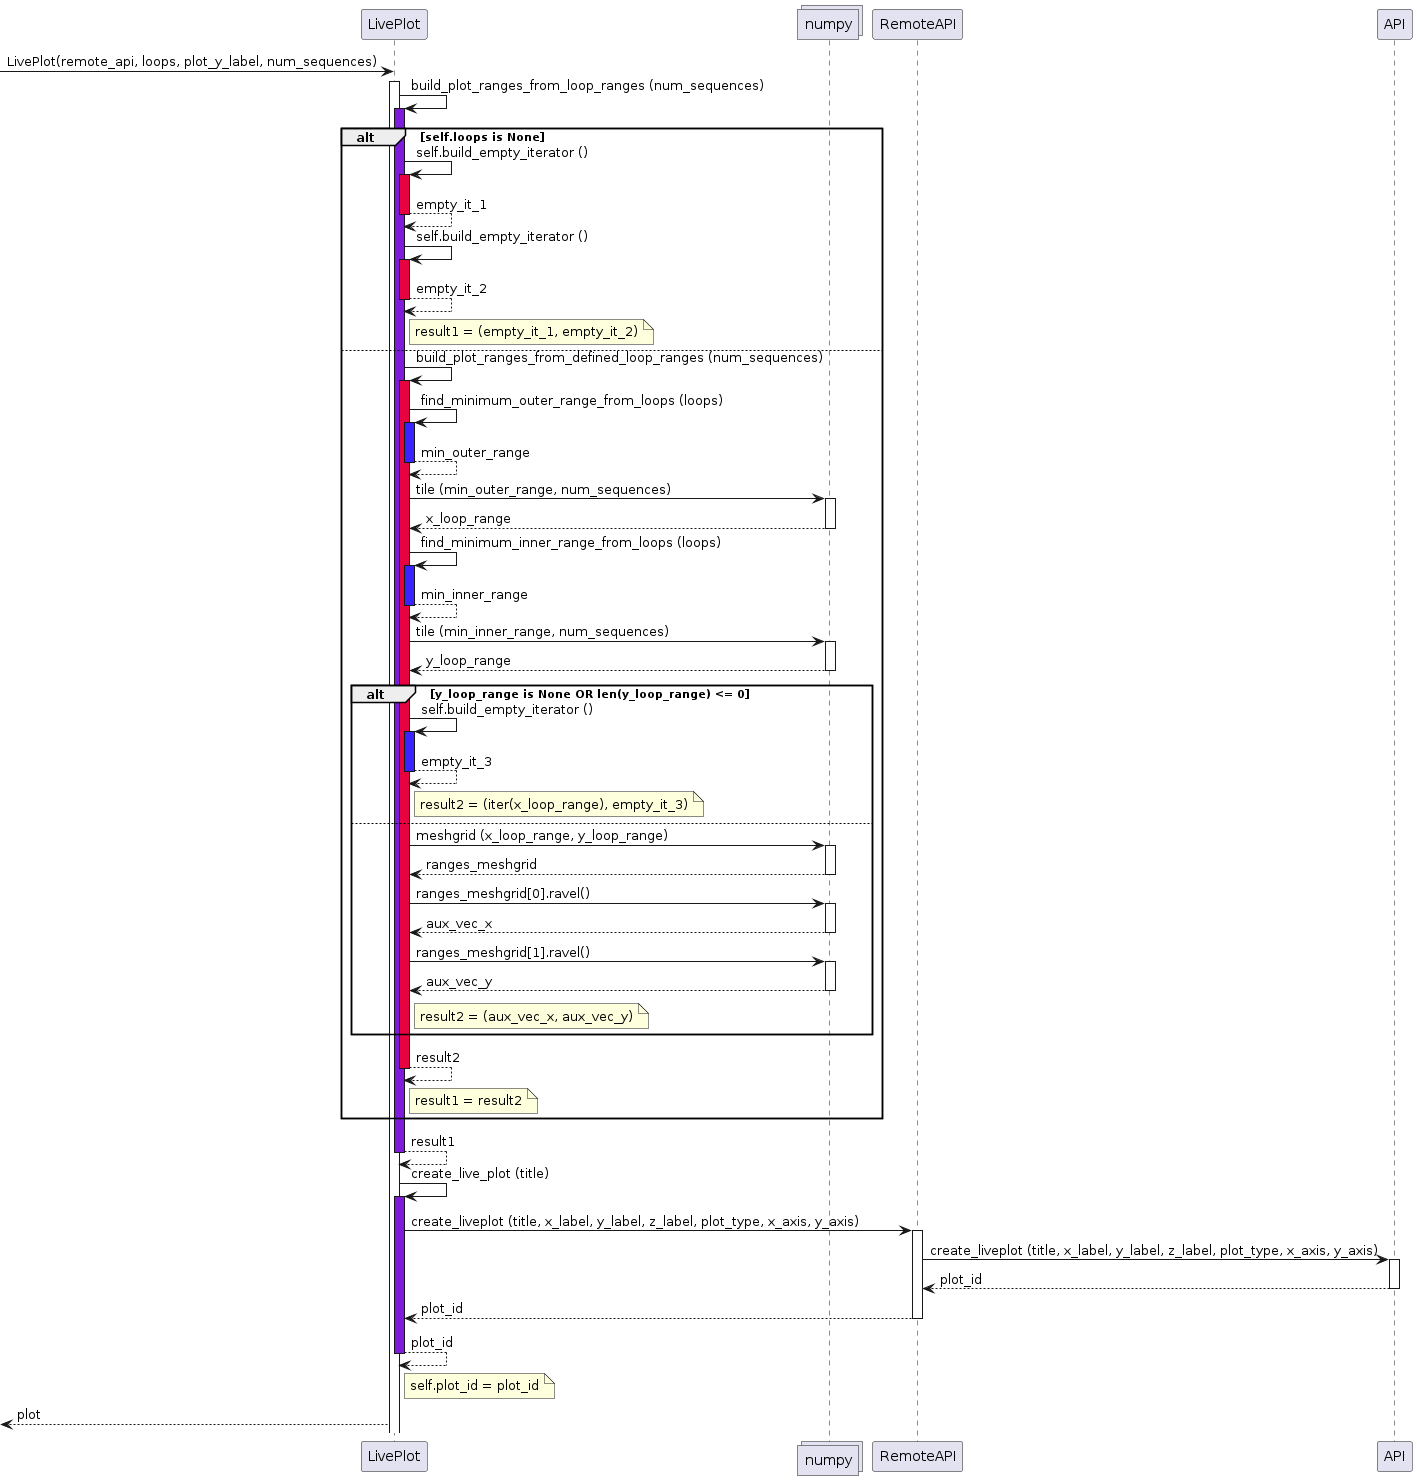 LivePlot
numpy
RemoteAPI
API
LivePlot(remote_api, loops, plot_y_label, num_sequences)
build_plot_ranges_from_loop_ranges (num_sequences)
alt [self.loops is None]
self.build_empty_iterator ()
empty_it_1
self.build_empty_iterator ()
empty_it_2
result1 = (empty_it_1, empty_it_2)
build_plot_ranges_from_defined_loop_ranges (num_sequences)
find_minimum_outer_range_from_loops (loops)
min_outer_range
tile (min_outer_range, num_sequences)
x_loop_range
find_minimum_inner_range_from_loops (loops)
min_inner_range
tile (min_inner_range, num_sequences)
y_loop_range
alt [y_loop_range is None OR len(y_loop_range) <= 0]
self.build_empty_iterator ()
empty_it_3
result2 = (iter(x_loop_range), empty_it_3)
meshgrid (x_loop_range, y_loop_range)
ranges_meshgrid
ranges_meshgrid[0].ravel()
aux_vec_x
ranges_meshgrid[1].ravel()
aux_vec_y
result2 = (aux_vec_x, aux_vec_y)
result2
result1 = result2
result1
create_live_plot (title)
create_liveplot (title, x_label, y_label, z_label, plot_type, x_axis, y_axis)
create_liveplot (title, x_label, y_label, z_label, plot_type, x_axis, y_axis)
plot_id
plot_id
plot_id
self.plot_id = plot_id
plot
LivePlot
numpy
RemoteAPI
API